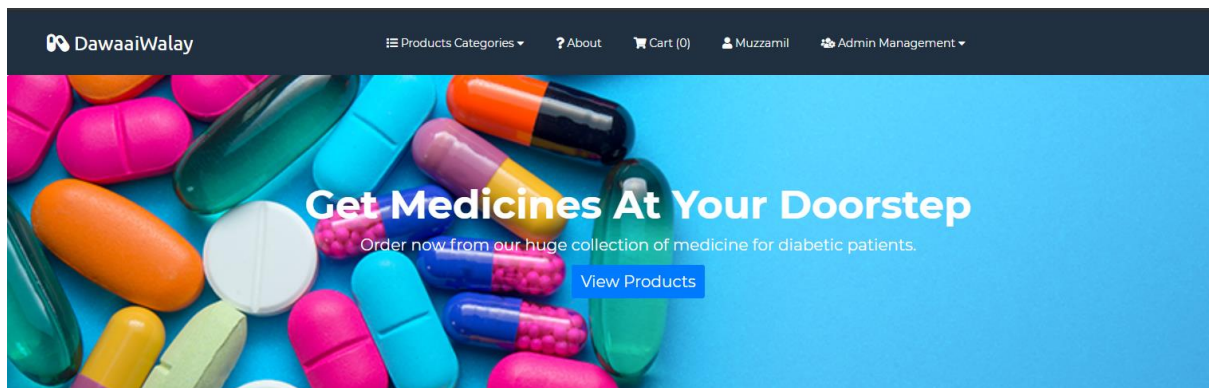 DawaaiWalay
Products Categories
About
Cart (0)
Muzzamil
Admin Management
Get Medicines At Your Doorstep
Order now from our huge collection of medicine for diabetic patients.
View Products